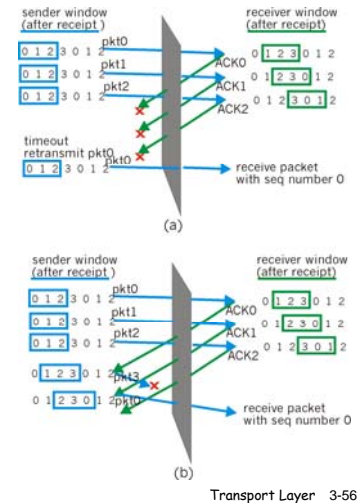 sender window
(after receipt )
receiver window
(after receipt)
0 1 2 3 0 1 2 pkt0
0 1 2 3 0 1 2 pkt1
0 1 2 3 0 1 2 pkt2
ACK0
ACK1
ACK2
0 1 2 3 0 1 2
0 1 2 3 0 1 2
0 1 2 3 0 1 2
timeout
retransmit pkt0
0 1 2 3 0 1 2 pkt0
receive packet
with seq number 0
(a)
sender window
(after receipt )
receiver window
(after receipt)
0 1 2 3 0 1 2 pkt0
0 1 2 3 0 1 2 pkt1
0 1 2 3 0 1 2 pkt2
ACK0
ACK1
ACK2
0 1 2 3 0 1 2
0 1 2 3 0 1 2
0 1 2 3 0 1 2
0 1 2 3 0 1 2 pkt3
0 1 2 3 0 1 2 pkt0
receive packet
with seq number 0
(b)
Transport Layer 3-56